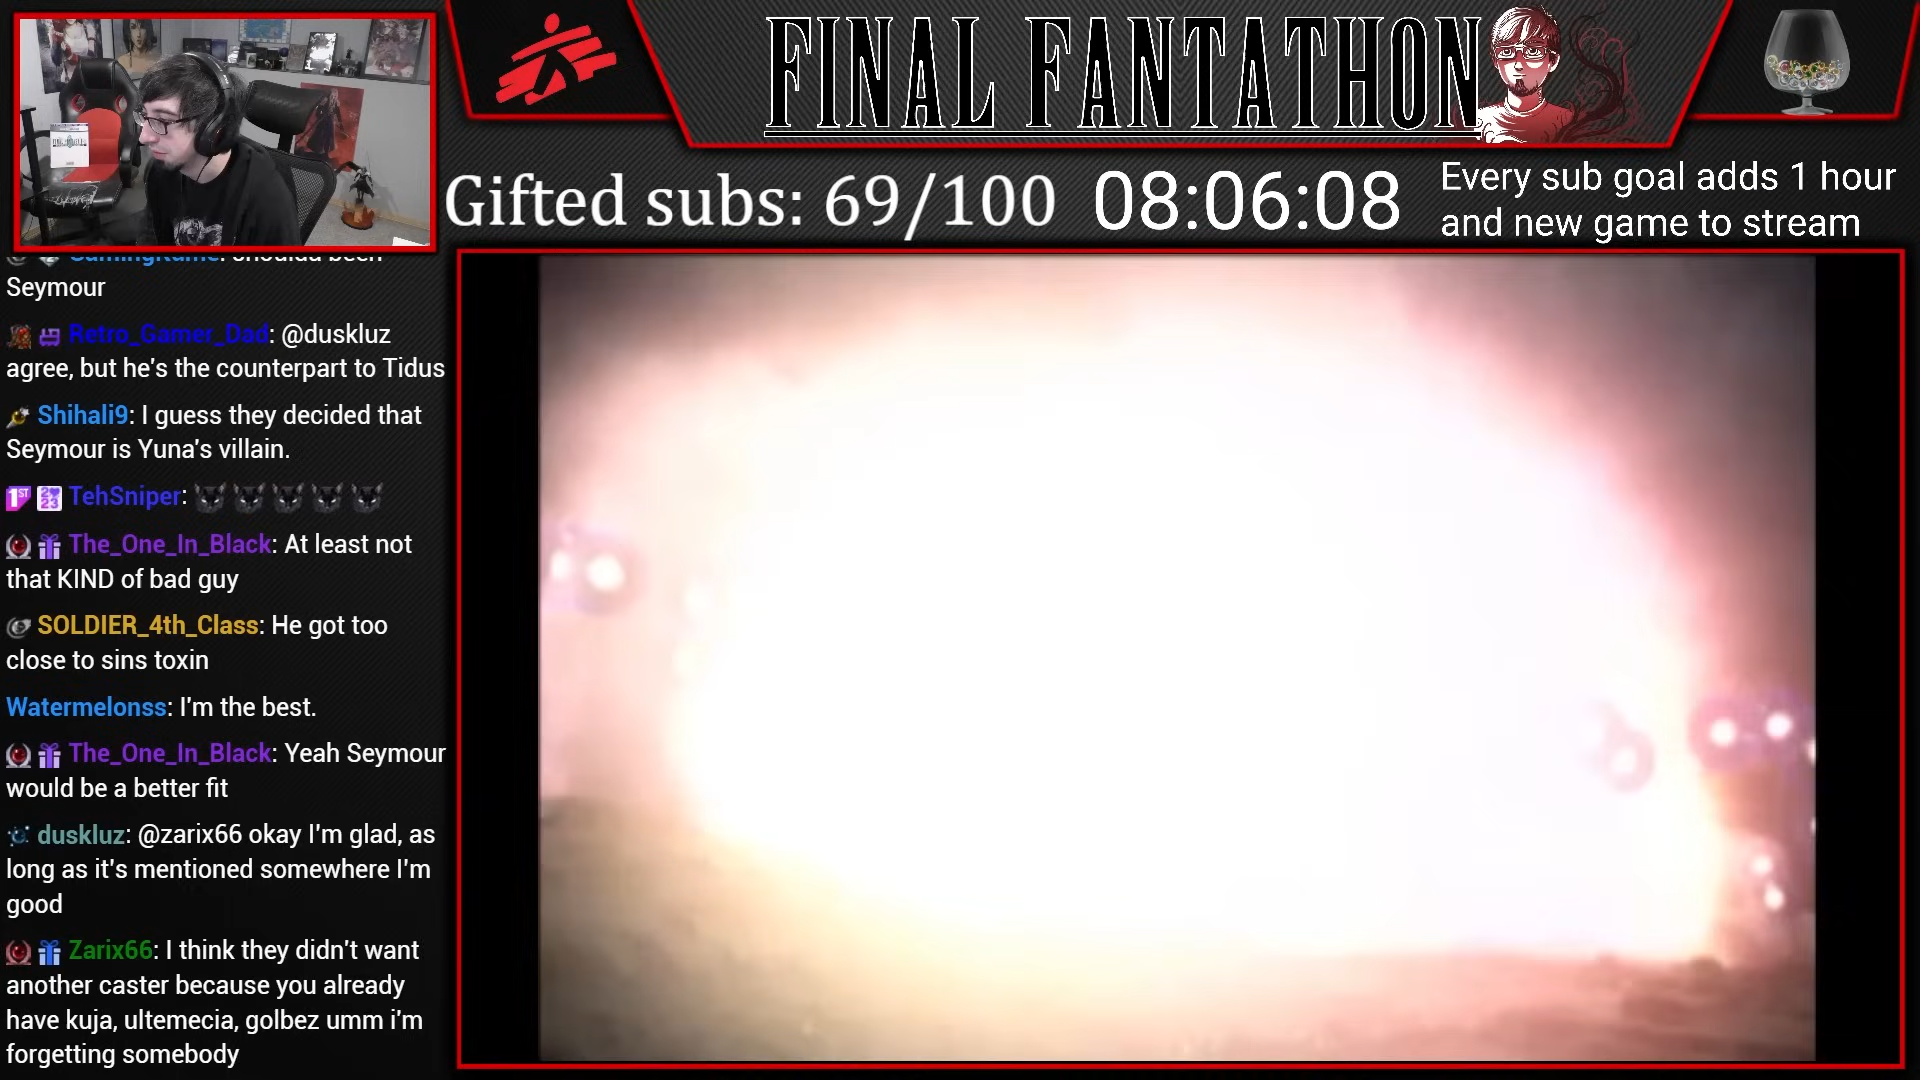 FINAL FANTATHON
Gifted subs: 69/100
08:06:08
Every sub goal adds 1 hour
and new game to stream
GamingKame: shoulda been
Seymour
Retro_Gamer_Dad: @duskluz
agree, but he's the counterpart to Tidus
Shihali9: I guess they decided that
Seymour is Yuna's villain.
1ST 2023 TehSniper:
The_One_In_Black: At least not
that KIND of bad guy
SOLDIER_4th_Class: He got too
close to sins toxin
Watermelonss: I'm the best.
The_One_In_Black: Yeah Seymour
would be a better fit
duskluz: @zarix66 okay I'm glad, as
long as it's mentioned somewhere I'm
good
Zarix66: I think they didn't want
another caster because you already
have kuja, ultemecia, golbez umm i'm
forgetting somebody